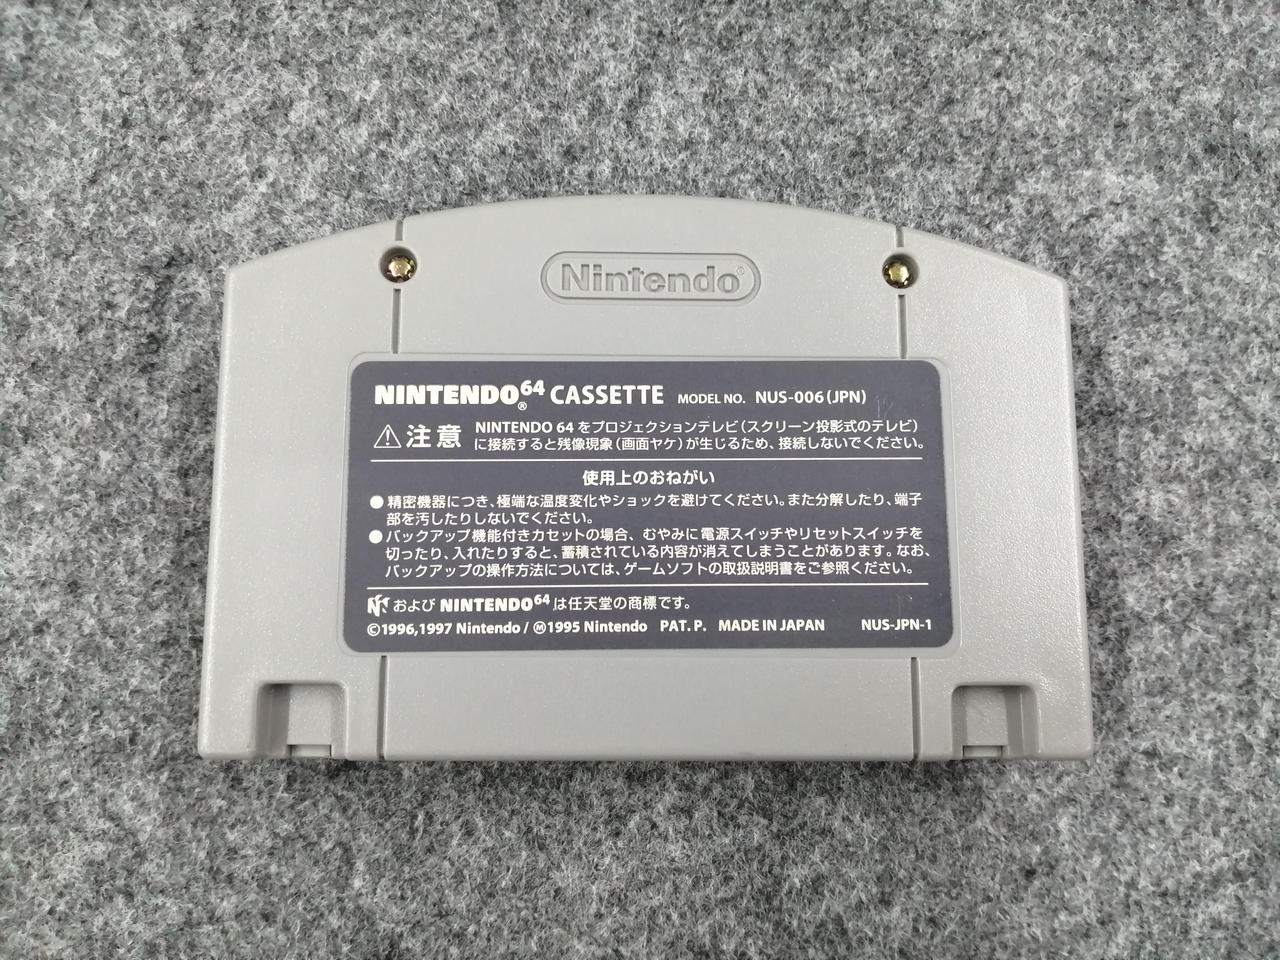 Nintendo®
NINTENDO64® CASSETTE MODEL NO. NUS-006(JPN)
⚠注意 NINTENDO 64 をプロジェクションテレビ(スクリーン投影式のテレビ)
に接続すると残像現象(画面ヤケ)が生じるため、接続しないでください。
使用上のおねがい
●精密機器につき、極端な温度変化やショックを避けてください。また分解したり、端子
部を汚したりしないでください。
●バックアップ機能付きカセットの場合、むやみに電源スイッチやリセットスイッチを
切ったり、入れたりすると、蓄積されている内容が消えてしまうことがあります。なお、
バックアップの操作方法については、ゲームソフトの取扱説明書をご参照ください。
および NINTENDO64 は任天堂の商標です。
©1996,1997 Nintendo / Ⓜ1995 Nintendo PAT. P. MADE IN JAPAN NUS-JPN-1